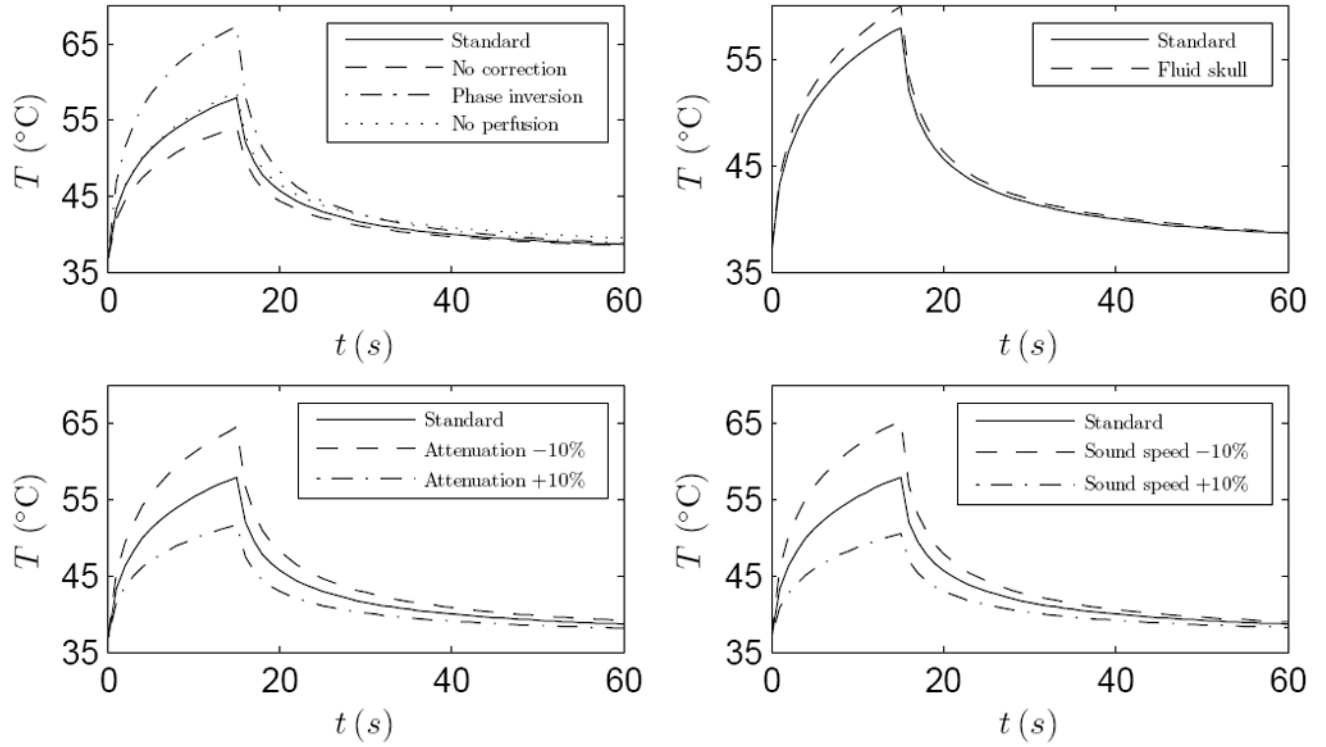 65
55
45
35
T (°C)
Standard
No correction
Phase inversion
No perfusion
0
20
40
60
t (s)
55
45
35
T (°C)
Standard
Fluid skull
0
20
40
60
t (s)
65
55
45
35
T (°C)
Standard
Attenuation −10%
Attenuation +10%
0
20
40
60
t (s)
65
55
45
35
T (°C)
Standard
Sound speed −10%
Sound speed +10%
0
20
40
60
t (s)